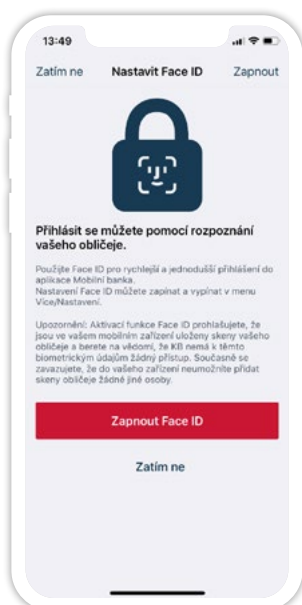 13:49
Zatím ne Nastavit Face ID Zapnout
Přihlásit se můžete pomocí rozpoznání
vašeho obličeje.
Použijte Face ID pro rychlejší a jednodušší přihlášení do
aplikace Mobilní banka.
Nastavení Face ID můžete zapínat a vypínat v menu
Více/Nastavení.
Upozornění: Aktivací funkce Face ID prohlašujete, že
jsou ve vašem mobilním zařízení uloženy skeny vašeho
obličeje a berete na vědomí, že KB nemá k těmto
biometrickým údajům žádný přístup. Současně se
zavazujete, že do vašeho zařízení neumožníte přidat
skeny obličeje žádné jiné osoby.
Zapnout Face ID
Zatím ne